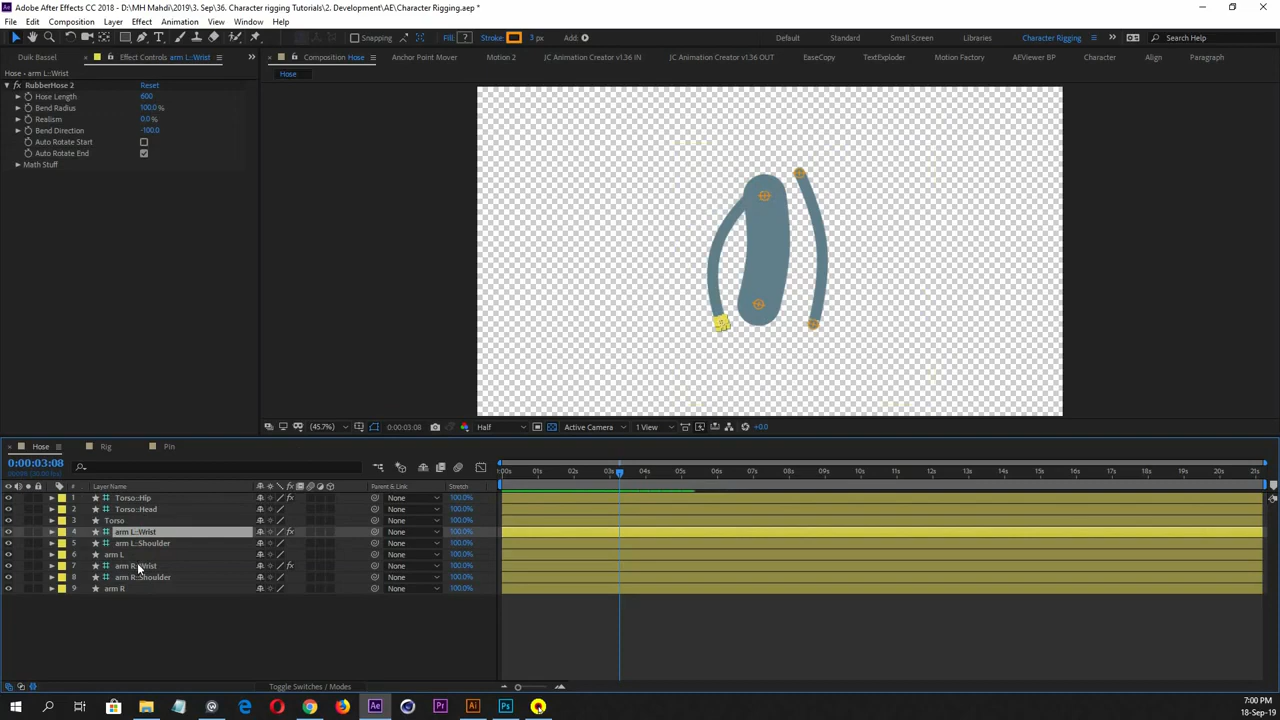 Adobe After Effects CC 2018 - D:\MH Mahdi\2019\3. Sep\36. Character rigging Tutorials\2. Development\AE\Character Rigging.aep *
File Edit Composition Layer Effect Animation View Window Help
Snapping Fill: ? Stroke: 3 px Add: Default Standard Small Screen Libraries Character Rigging Search Help
Duik Bassel Effect Controls arm L::Wrist Composition Hose Anchor Point Mover Motion 2 JC Animation Creator v1.36 IN JC Animation Creator v1.36 OUT EaseCopy TextExploder Motion Factory AEViewer BP Character Align Paragraph
Hose • arm L::Wrist
Hose
fx RubberHose 2 Reset
Hose Length 600
Bend Radius 100.0 %
Realism 0.0 %
Bend Direction -100.0
Auto Rotate Start
Auto Rotate End
Math Stuff
(45.7%) 0:00:03:08 Half Active Camera 1 View +0.0
Hose Rig Pin
0:00:03:08
:00s 01s 02s 03s 04s 05s 06s 07s 08s 09s 10s 11s 12s 13s 14s 15s 16s 17s 18s 19s 20s 21s
# Layer Name Parent & Link Stretch
1 Torso::Hip None 100.0%
2 Torso::Head None 100.0%
3 Torso None 100.0%
4 arm L::Wrist None 100.0%
5 arm L::Shoulder None 100.0%
6 arm L None 100.0%
7 arm R::Wrist None 100.0%
8 arm R::Shoulder None 100.0%
9 arm R None 100.0%
Toggle Switches / Modes
7:00 PM
18-Sep-19